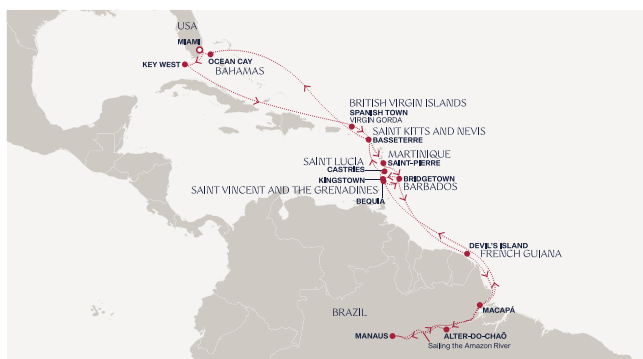 USA
MIAMI
KEY WEST
OCEAN CAY
BAHAMAS
BRITISH VIRGIN ISLANDS
SPANISH TOWN
VIRGIN GORDA
SAINT KITTS AND NEVIS
BASSETERRE
MARTINIQUE
SAINT-PIERRE
SAINT LUCIA
CASTRÍES
KINGSTOWN
BRIDGETOWN
BARBADOS
SAINT VINCENT AND THE GRENADINES
BEQUIA
DEVIL'S ISLAND
FRENCH GUIANA
MACAPÁ
BRAZIL
MANAUS
ALTER-DO-CHAÕ
Sailing the Amazon River